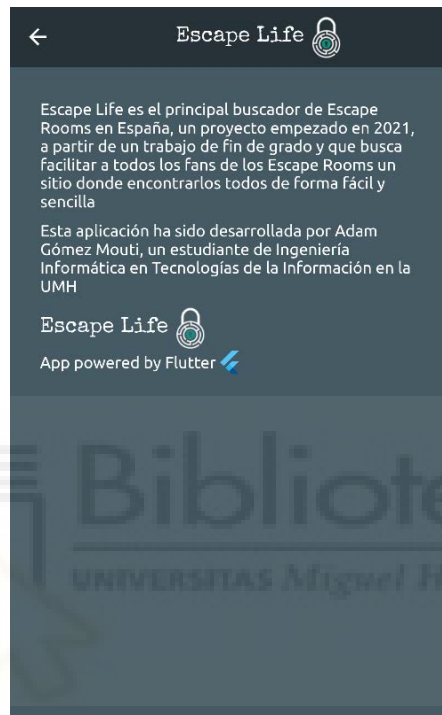 Escape Life
Escape Life es el principal buscador de Escape
Rooms en España, un proyecto empezado en 2021,
a partir de un trabajo de fin de grado y que busca
facilitar a todos los fans de los Escape Rooms un
sitio donde encontrarlos todos de forma fácil y
sencilla
Esta aplicación ha sido desarrollada por Adam
Gómez Mouti, un estudiante de Ingeniería
Informática en Tecnologías de la Información en la
UMH
Escape Life
App powered by Flutter
Bibliote
UNIVERSITAS Miguel H